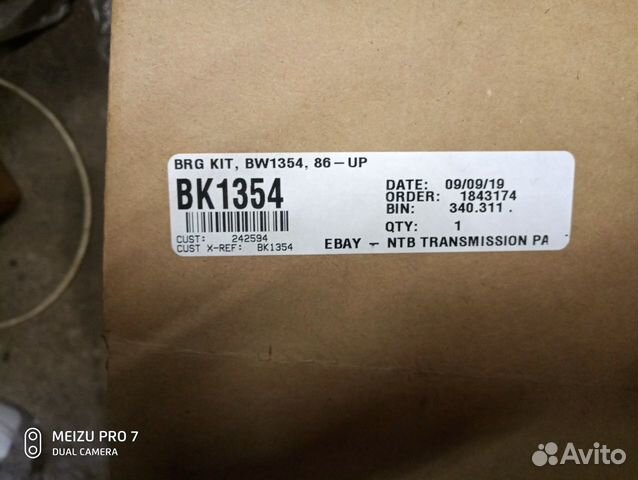 BRG KIT, BW1354, 86-UP
BK1354
DATE: 09/09/19
ORDER: 1843174
BIN: 340.311 .
QTY: 1
CUST: 242594
CUST X-REF: BK1354
EBAY - NTB TRANSMISSION PA
MEIZU PRO 7
DUAL CAMERA
Avito